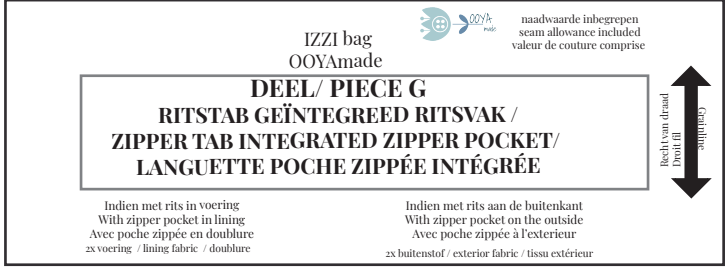 OOYA
made
naadwaarde inbegrepen
seam allowance included
valeur de couture comprise
IZZI bag
OOYAmade
DEEL/ PIECE G
RITSTAB GEÏNTEGREED RITSVAK /
ZIPPER TAB INTEGRATED ZIPPER POCKET/
LANGUETTE POCHE ZIPPÉE INTÉGRÉE
Recht van draad
Droit fil
Grainline
Indien met rits in voering
With zipper pocket in lining
Avec poche zippée en doublure
2x voering / lining fabric / doublure
Indien met rits aan de buitenkant
With zipper pocket on the outside
Avec poche zippée à l'exterieur
2x buitenstof / exterior fabric / tissu extérieur